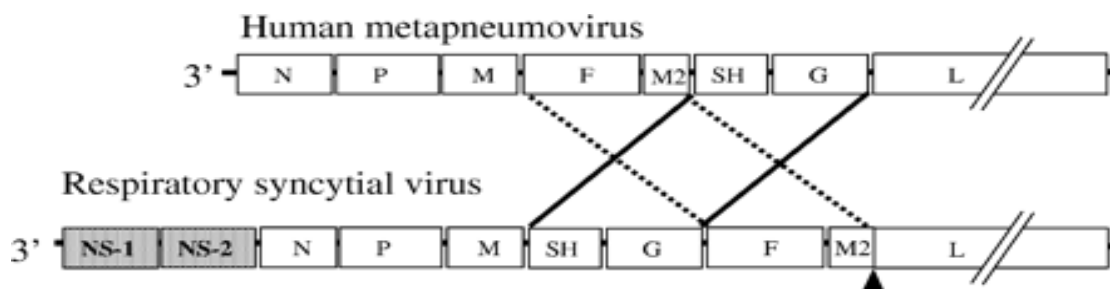 Human metapneumovirus
3’ N P M F M2 SH G L
Respiratory syncytial virus
3’ NS-1 NS-2 N P M SH G F M2 L